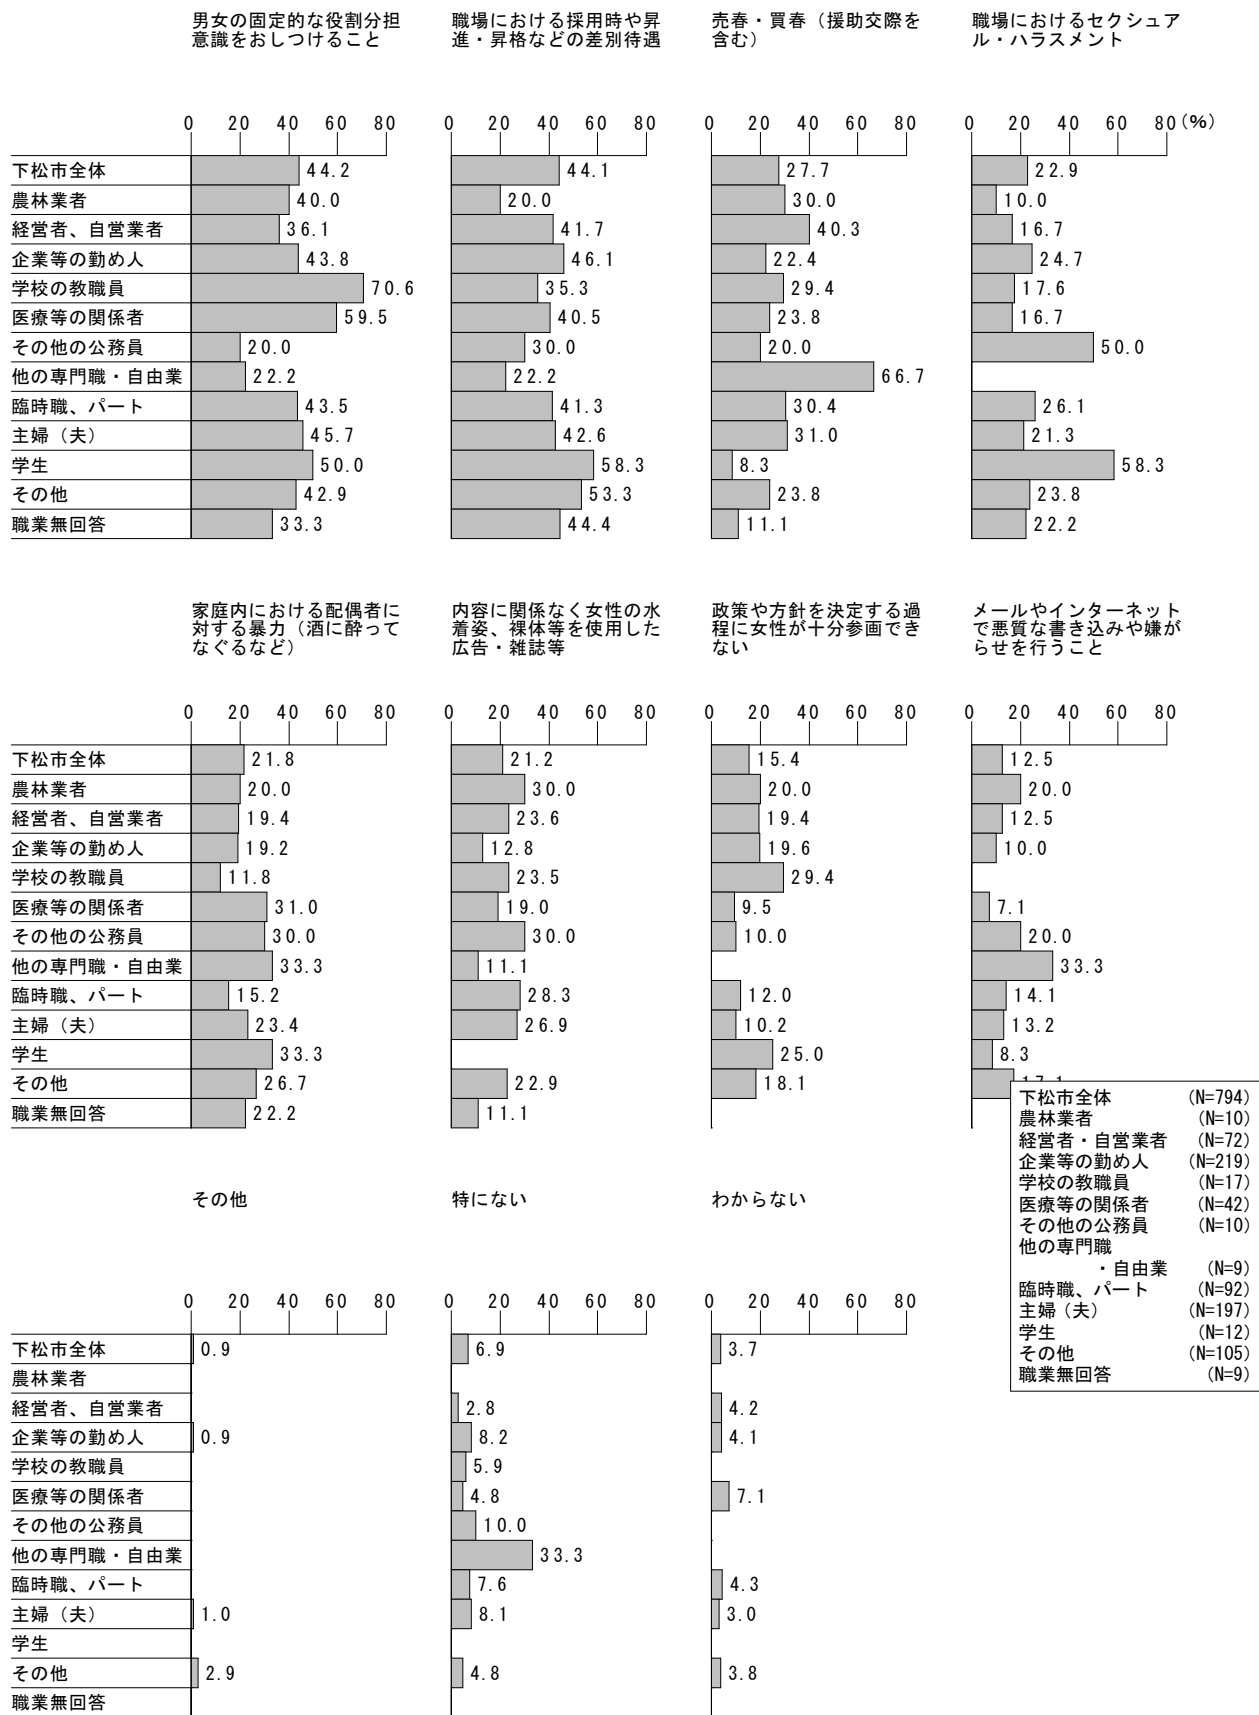 男女の固定的な役割分担
意識をおしつけること
職場における採用時や昇
進・昇格などの差別待遇
売春・買春（援助交際を
含む）
職場におけるセクシュア
ル・ハラスメント
0 20 40 60 80 0 20 40 60 80 0 20 40 60 80 0 20 40 60 80(%)
下松市全体 44.2 44.1 27.7 22.9
農林業者 40.0 20.0 30.0 10.0
経営者、自営業者 36.1 41.7 40.3 16.7
企業等の勤め人 43.8 46.1 22.4 24.7
学校の教職員 70.6 35.3 29.4 17.6
医療等の関係者 59.5 40.5 23.8 16.7
その他の公務員 20.0 30.0 20.0 50.0
他の専門職・自由業 22.2 22.2 66.7
臨時職、パート 43.5 41.3 30.4 26.1
主婦（夫） 45.7 42.6 31.0 21.3
学生 50.0 58.3 8.3 58.3
その他 42.9 53.3 23.8 23.8
職業無回答 33.3 44.4 11.1 22.2
家庭内における配偶者に
対する暴力（酒に酔って
なぐるなど）
内容に関係なく女性の水
着姿、裸体等を使用した
広告・雑誌等
政策や方針を決定する過
程に女性が十分参画でき
ない
メールやインターネット
で悪質な書き込みや嫌が
らせを行うこと
0 20 40 60 80 0 20 40 60 80 0 20 40 60 80 0 20 40 60 80
下松市全体 21.8 21.2 15.4 12.5
農林業者 20.0 30.0 20.0 20.0
経営者、自営業者 19.4 23.6 19.4 12.5
企業等の勤め人 19.2 12.8 19.6 10.0
学校の教職員 11.8 23.5 29.4
医療等の関係者 31.0 19.0 9.5 7.1
その他の公務員 30.0 30.0 10.0 20.0
他の専門職・自由業 33.3 11.1 33.3
臨時職、パート 15.2 28.3 12.0 14.1
主婦（夫） 23.4 26.9 10.2 13.2
学生 33.3 25.0 8.3
その他 26.7 22.9 18.1 17.1
職業無回答 22.2 11.1
下松市全体 (N=794)
農林業者 (N=10)
経営者・自営業者 (N=72)
企業等の勤め人 (N=219)
学校の教職員 (N=17)
医療等の関係者 (N=42)
その他の公務員 (N=10)
他の専門職
・自由業 (N=9)
臨時職、パート (N=92)
主婦（夫） (N=197)
学生 (N=12)
その他 (N=105)
職業無回答 (N=9)
その他
特にない
わからない
0 20 40 60 80 0 20 40 60 80 0 20 40 60 80
下松市全体 0.9 6.9 3.7
農林業者
経営者、自営業者 2.8 4.2
企業等の勤め人 0.9 8.2 4.1
学校の教職員 5.9
医療等の関係者 4.8 7.1
その他の公務員 10.0
他の専門職・自由業 33.3
臨時職、パート 7.6 4.3
主婦（夫） 1.0 8.1 3.0
学生
その他 2.9 4.8 3.8
職業無回答